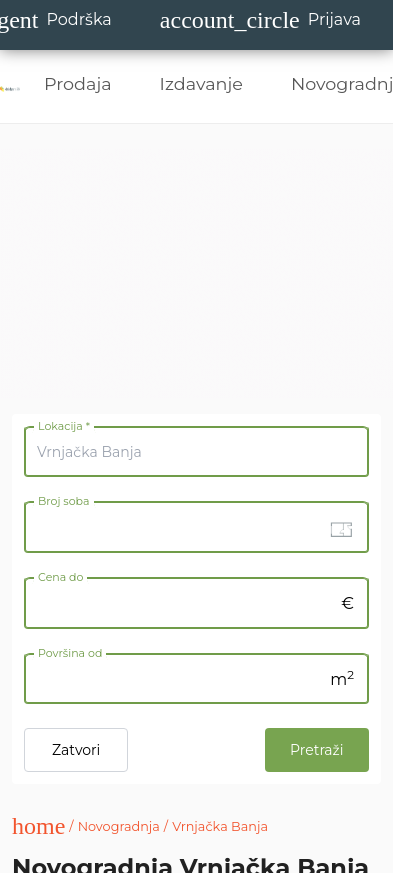 gent Podrška account_circle Prijava
Prodaja Izdavanje Novogradnj
Lokacija *
Vrnjačka Banja
Broj soba
Cena do
€
Površina od
m²
Zatvori Pretraži
home / Novogradnja / Vrnjačka Banja
Novogradnja Vrnjačka Banja